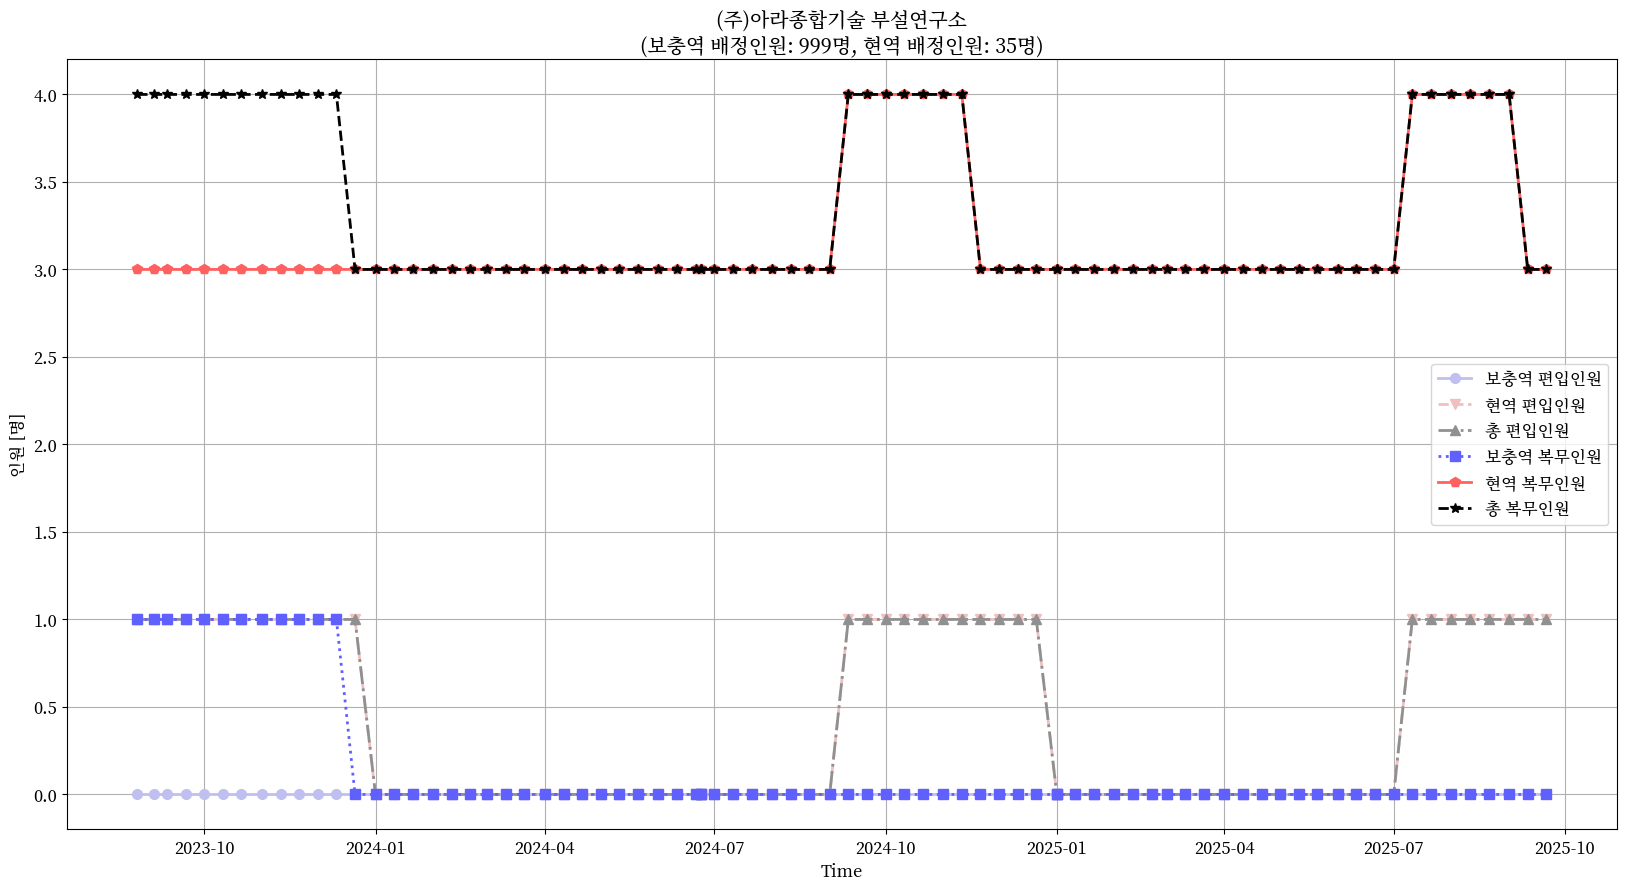 (주)아라종합기술 부설연구소
(보충역 배정인원: 999명, 현역 배정인원: 35명)
4.0
3.5
3.0
2.5
2.0
1.5
1.0
0.5
0.0
인원 [명]
보충역 편입인원
현역 편입인원
총 편입인원
보충역 복무인원
현역 복무인원
총 복무인원
2023-10 2024-01 2024-04 2024-07 2024-10 2025-01 2025-04 2025-07 2025-10
Time